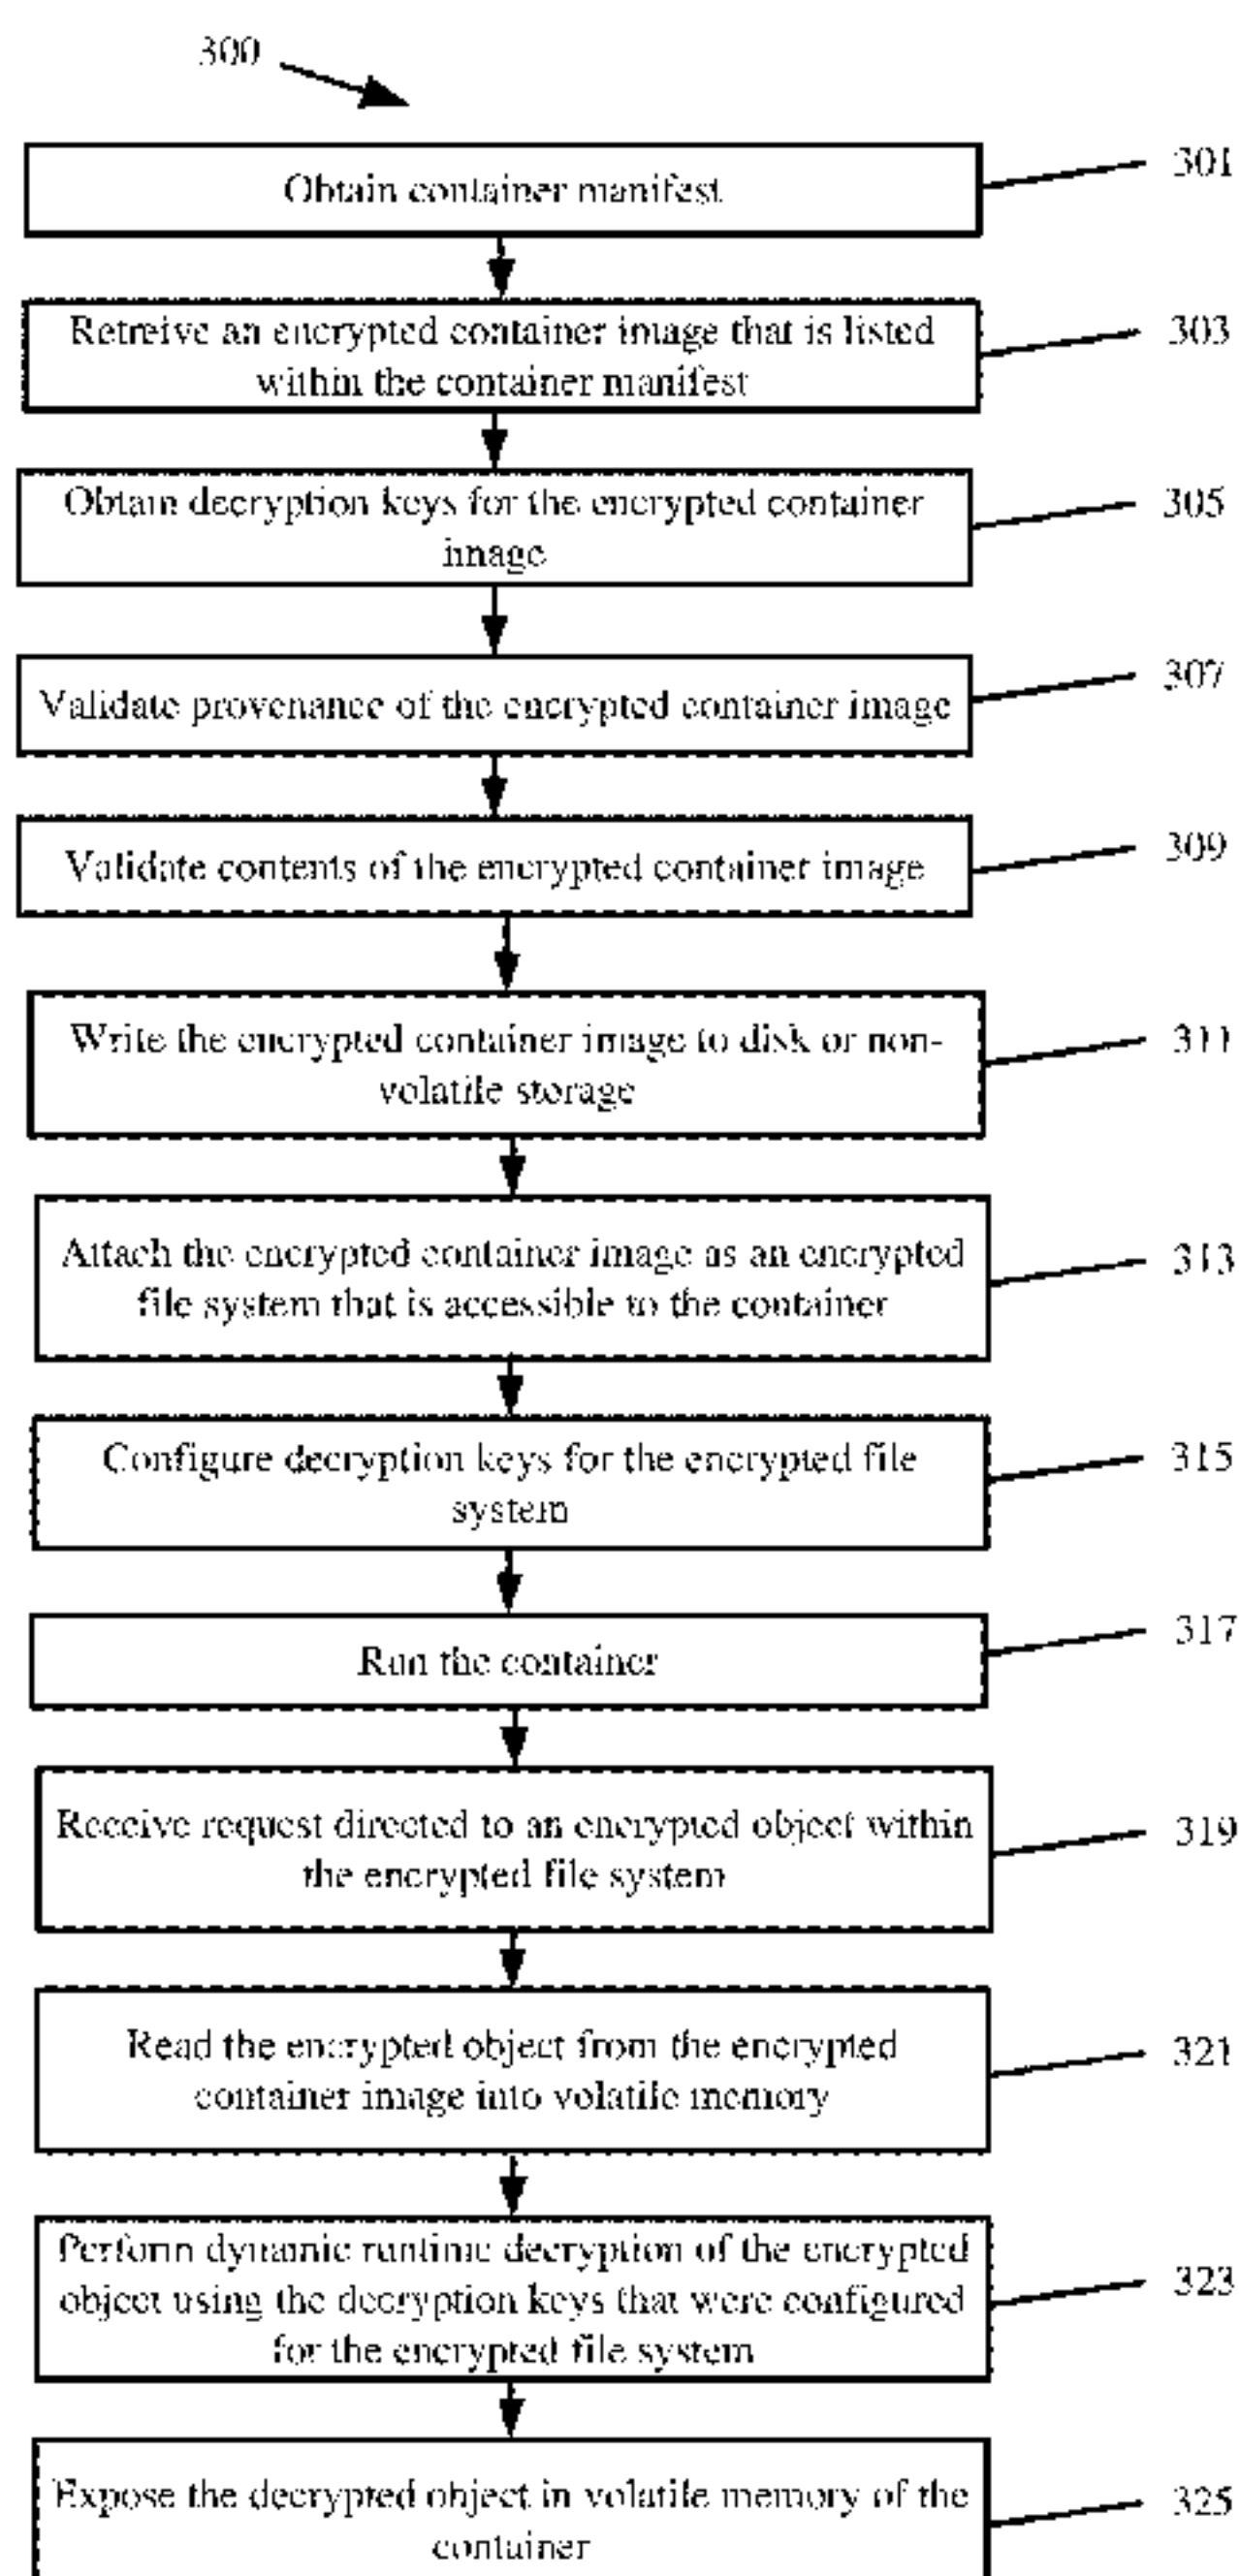 300
Obtain container manifest
301
Retreive an encrypted container image that is listed
within the container manifest
303
Obtain decryption keys for the encrypted container
image
305
Validate provenance of the encrypted container image
307
Validate contents of the encrypted container image
309
Write the encrypted container image to disk or non-
volatile storage
311
Attach the encrypted container image as an encrypted
file system that is accessible to the container
313
Configure decryption keys for the encrypted file
system
315
Run the container
317
Receive request directed to an encrypted object within
the encrypted file system
319
Read the encrypted object from the encrypted
container image into volatile memory
321
Perform dynamic runtime decryption of the encrypted
object using the decryption keys that were configured
for the encrypted file system
323
Expose the decrypted object in volatile memory of the
container
325